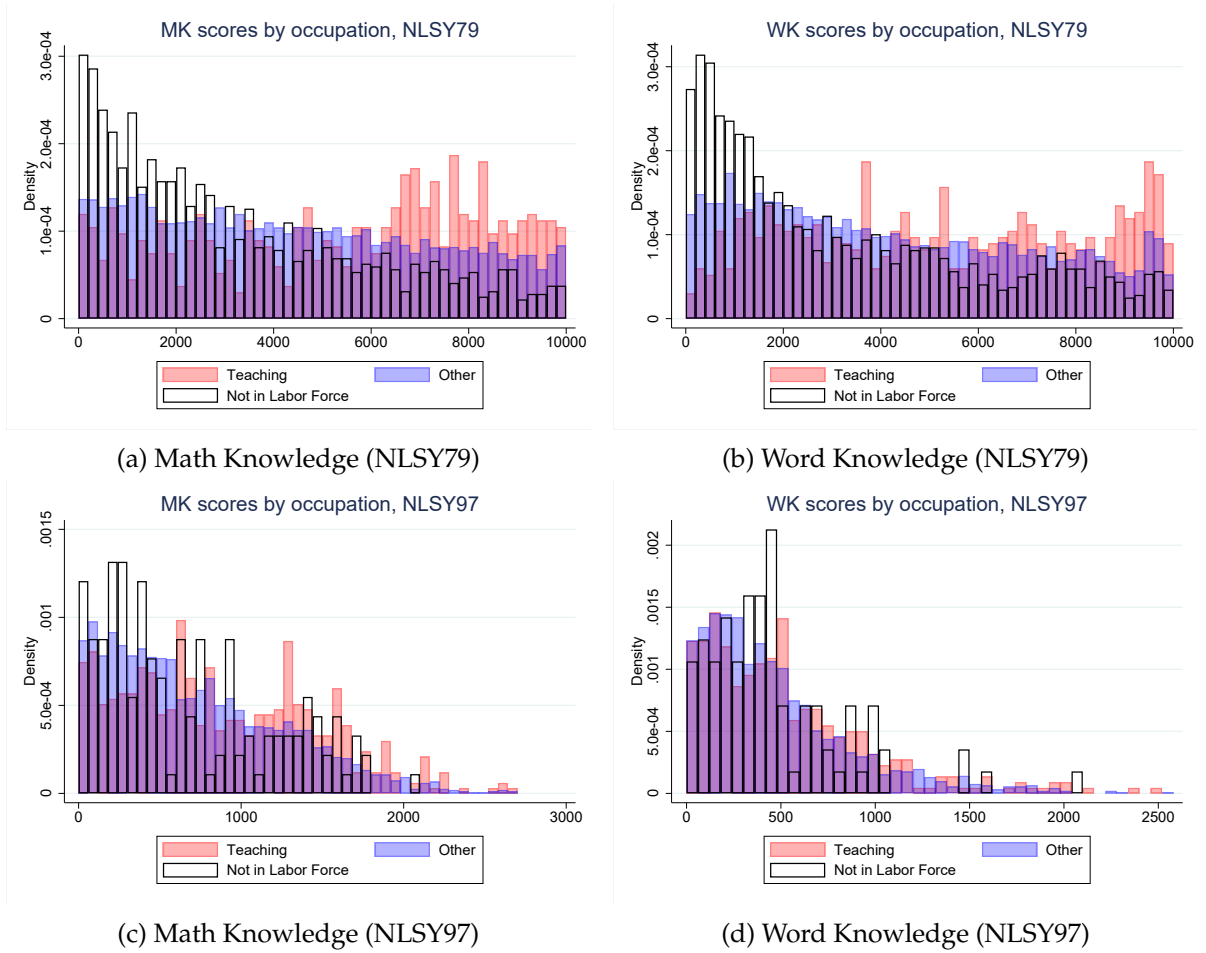 MK scores by occupation, NLSY79
Density
0 1.0e-04 2.0e-04 3.0e-04
0 2000 4000 6000 8000 10000
Teaching Other
Not in Labor Force
(a) Math Knowledge (NLSY79)
WK scores by occupation, NLSY79
Density
0 1.0e-04 2.0e-04 3.0e-04
0 2000 4000 6000 8000 10000
Teaching Other
Not in Labor Force
(b) Word Knowledge (NLSY79)
MK scores by occupation, NLSY97
Density
0 5.0e-04 .001 .0015
0 1000 2000 3000
Teaching Other
Not in Labor Force
(c) Math Knowledge (NLSY97)
WK scores by occupation, NLSY97
Density
0 5.0e-04 .001 .0015 .002
0 500 1000 1500 2000 2500
Teaching Other
Not in Labor Force
(d) Word Knowledge (NLSY97)